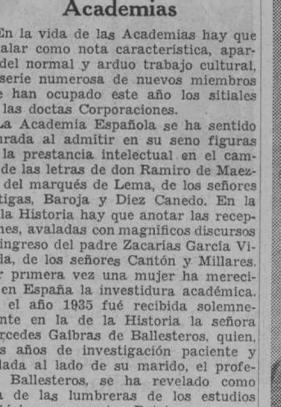 Academias
En la vida de las Academias hay que
alar como nota característica, apar-
del normal y arduo trabajo cultural,
serie numerosa de nuevos miembros
e han ocupado este año los sitiales
las doctas Corporaciones.
La Academia Española se ha sentido
nrada al admitir en su seno figuras
la prestancia intelectual en el cam-
de las letras de don Ramiro de Maez-
del marqués de Lema, de los señores
tigas, Baroja y Diez Canedo. En la
la Historia hay que anotar las recep-
nes, avaladas con magníficos discursos
ingreso del padre Zacarías García Vi-
la, de los señores Cantón y Millares.
r primera vez una mujer ha mereci-
en España la investidura académica.
el año 1935 fué recibida solemne-
nte en la de la Historia la señora
rcedes Gaibras de Ballesteros, quien,
s años de investigación paciente y
lada al lado de su marido, el profe-
Ballesteros, se ha revelado como
a de las lumbreras de los estudios